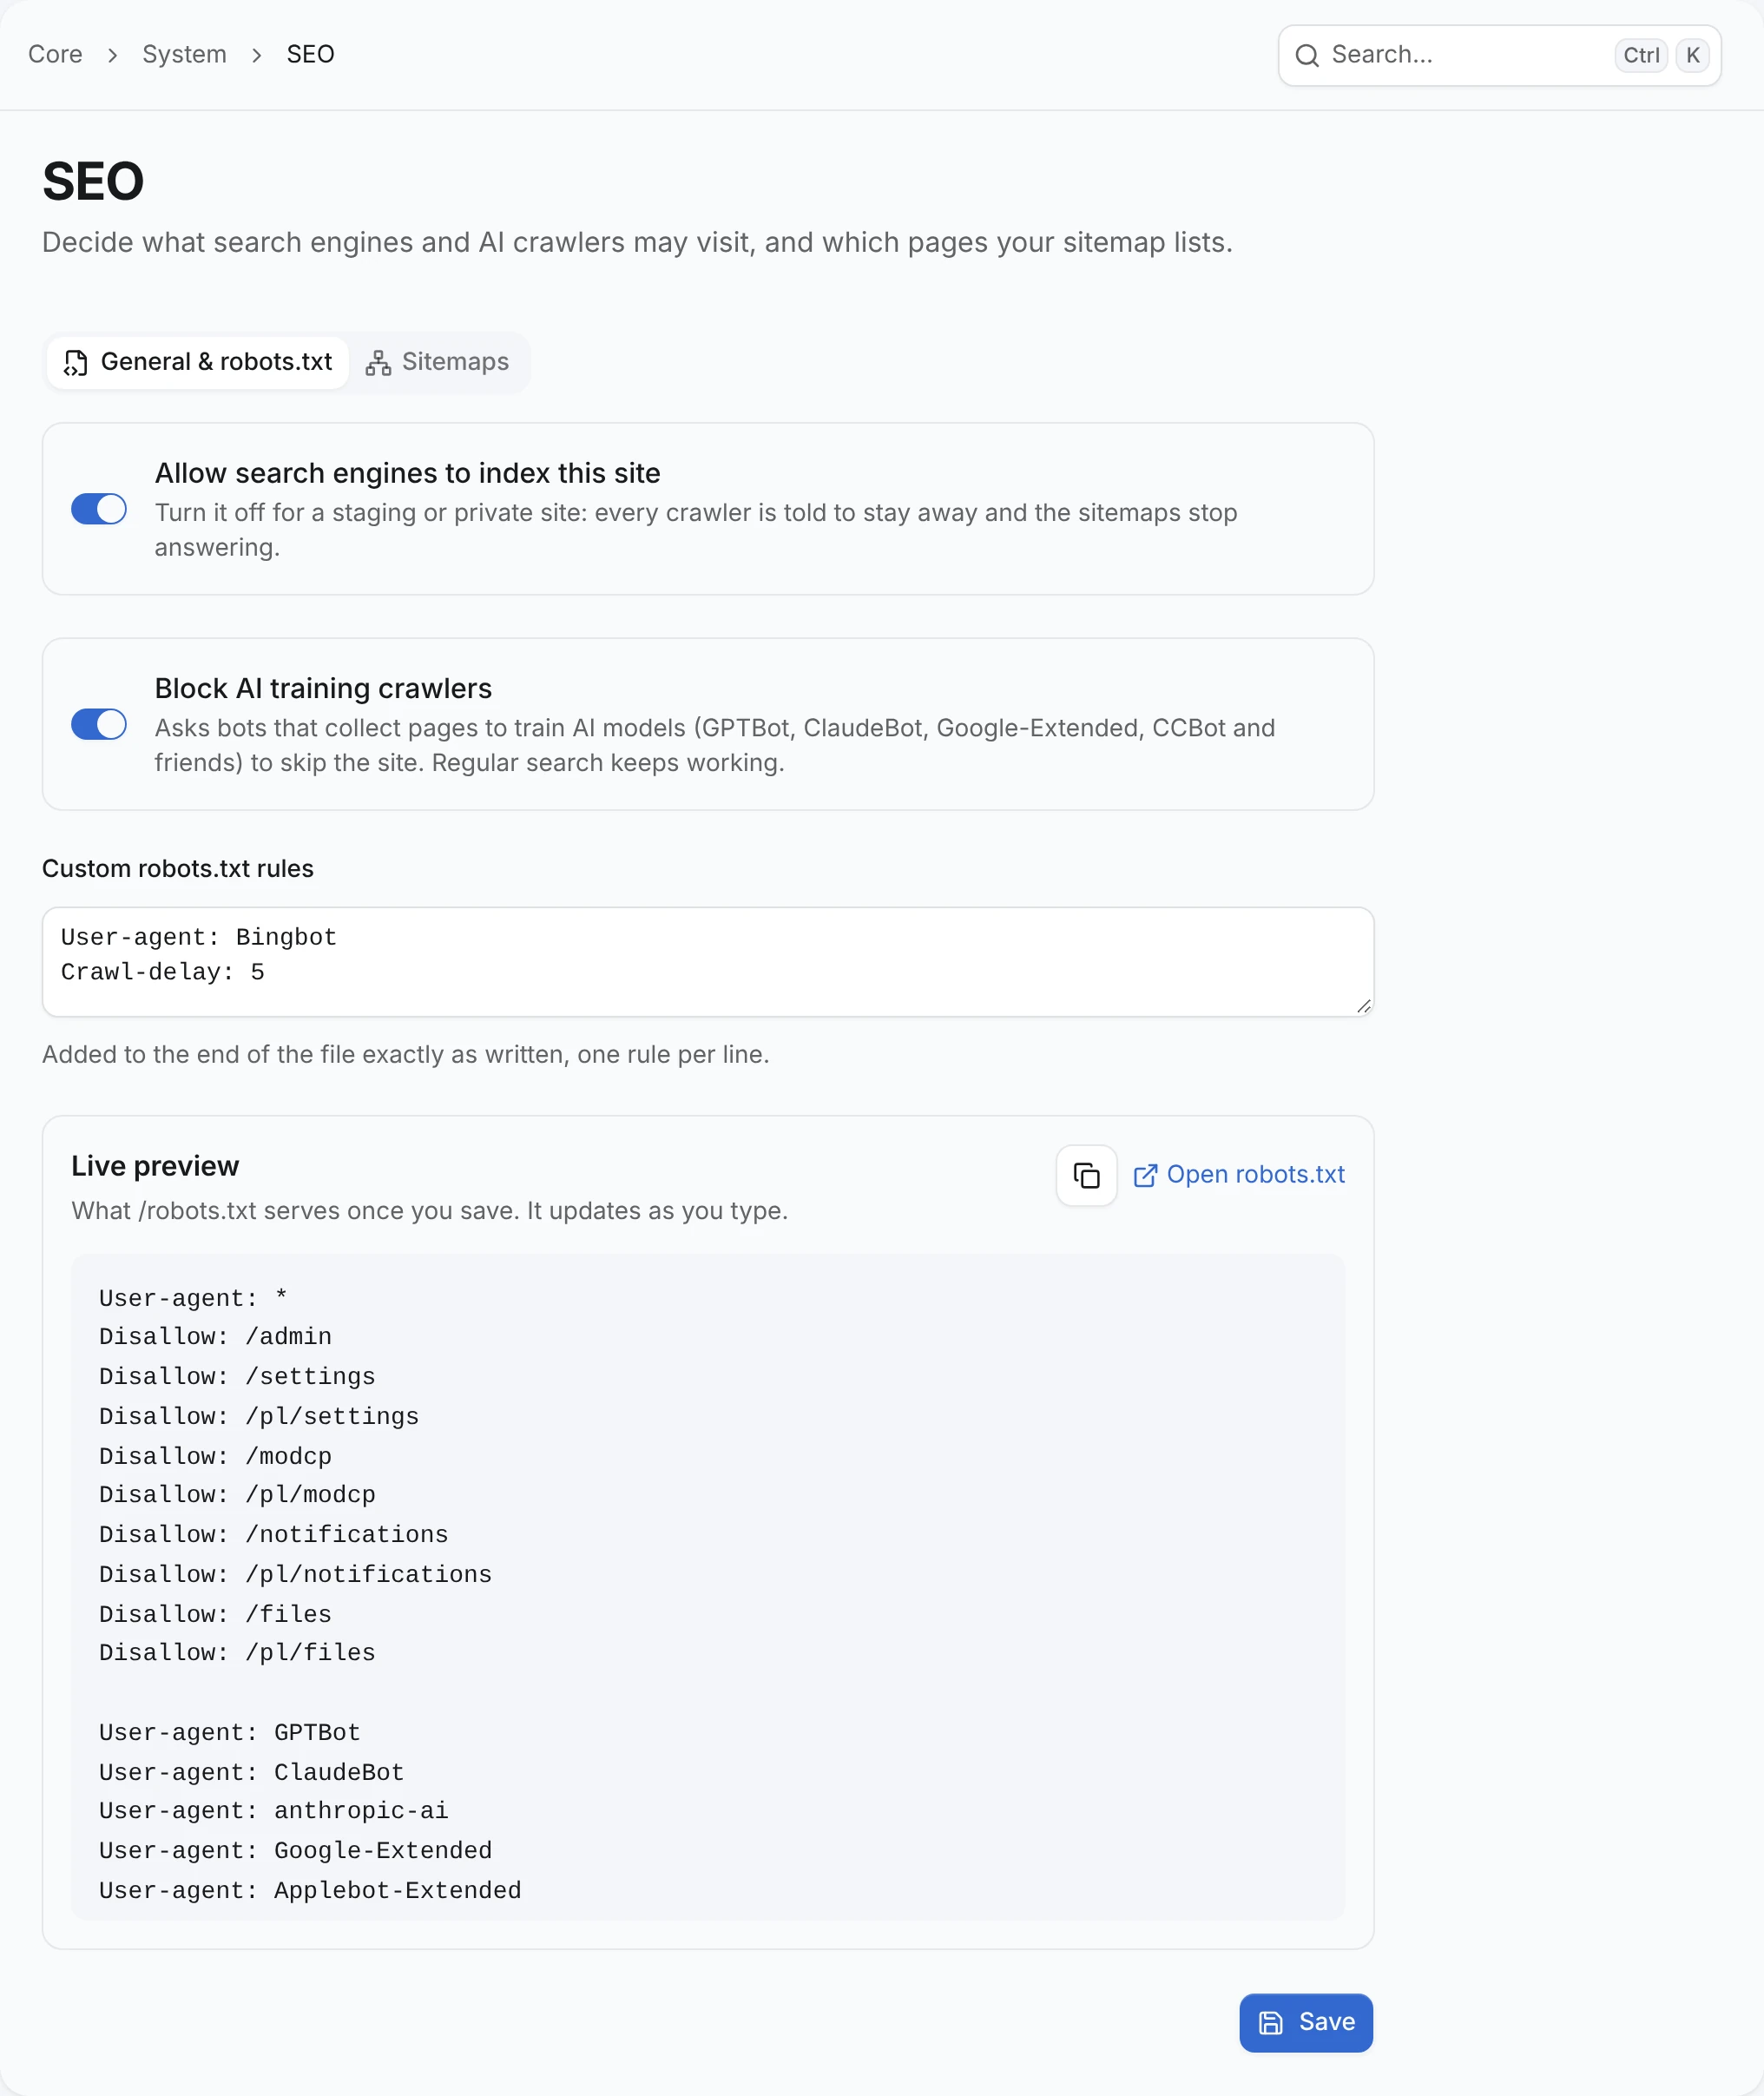 Core > System > SEO
Search...
Ctrl K
SEO
Decide what search engines and AI crawlers may visit, and which pages your sitemap lists.
General & robots.txt
Sitemaps
Allow search engines to index this site
Turn it off for a staging or private site: every crawler is told to stay away and the sitemaps stop
answering.
Block AI training crawlers
Asks bots that collect pages to train AI models (GPTBot, ClaudeBot, Google-Extended, CCBot and
friends) to skip the site. Regular search keeps working.
Custom robots.txt rules
User-agent: Bingbot
Crawl-delay: 5
Added to the end of the file exactly as written, one rule per line.
Live preview
Open robots.txt
What /robots.txt serves once you save. It updates as you type.
User-agent: *
Disallow: /admin
Disallow: /settings
Disallow: /pl/settings
Disallow: /modcp
Disallow: /pl/modcp
Disallow: /notifications
Disallow: /pl/notifications
Disallow: /files
Disallow: /pl/files
User-agent: GPTBot
User-agent: ClaudeBot
User-agent: anthropic-ai
User-agent: Google-Extended
User-agent: Applebot-Extended
Save